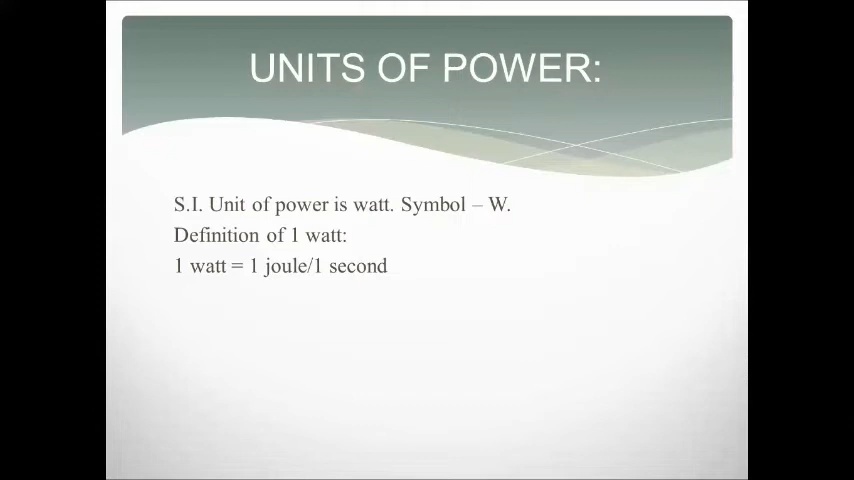 UNITS OF POWER:
S.I. Unit of power is watt. Symbol – W.
Definition of 1 watt:
1 watt = 1 joule/1 second